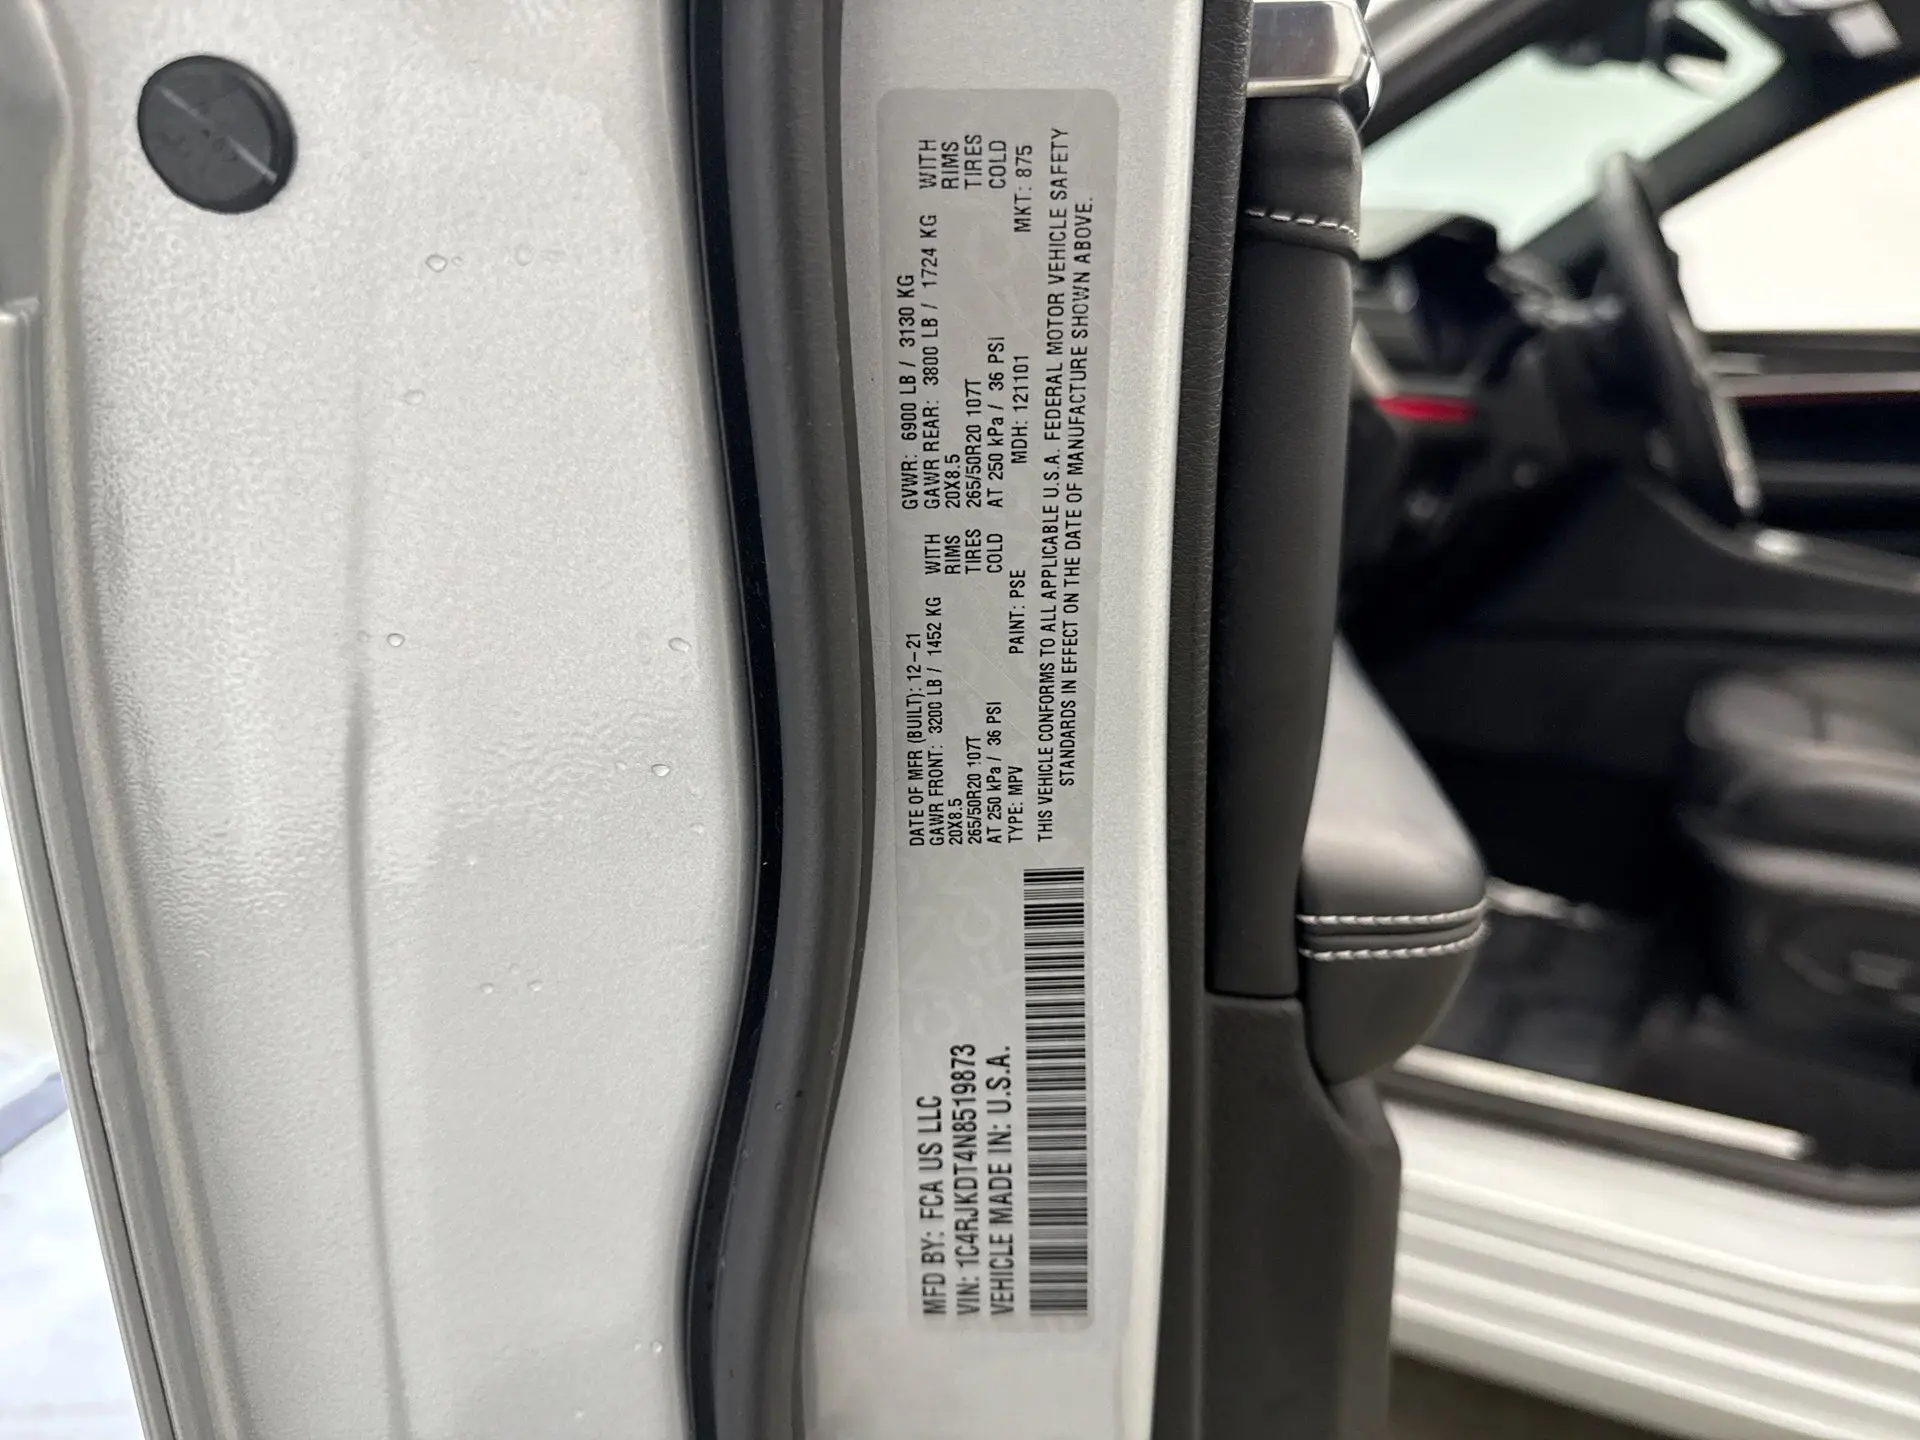 MFD BY: FCA US LLC
VIN: 1C4RJKDT4N8519873
VEHICLE MADE IN: U.S.A.
DATE OF MFR (BUILT): 12-21 GVWR: 6900 LB / 3130 KG
GAWR FRONT: 3200 LB / 1452 KG WITH GAWR REAR: 3800 LB / 1724 KG WITH
20X8.5 RIMS 20X8.5 RIMS
265/50R20 107T TIRES 265/50R20 107T TIRES
AT 250 kPa / 36 PSI COLD AT 250 kPa / 36 PSI COLD
TYPE: MPV PAINT: PSE MDH: 121101 MKT: 875
THIS VEHICLE CONFORMS TO ALL APPLICABLE U.S.A. FEDERAL MOTOR VEHICLE SAFETY
STANDARDS IN EFFECT ON THE DATE OF MANUFACTURE SHOWN ABOVE.